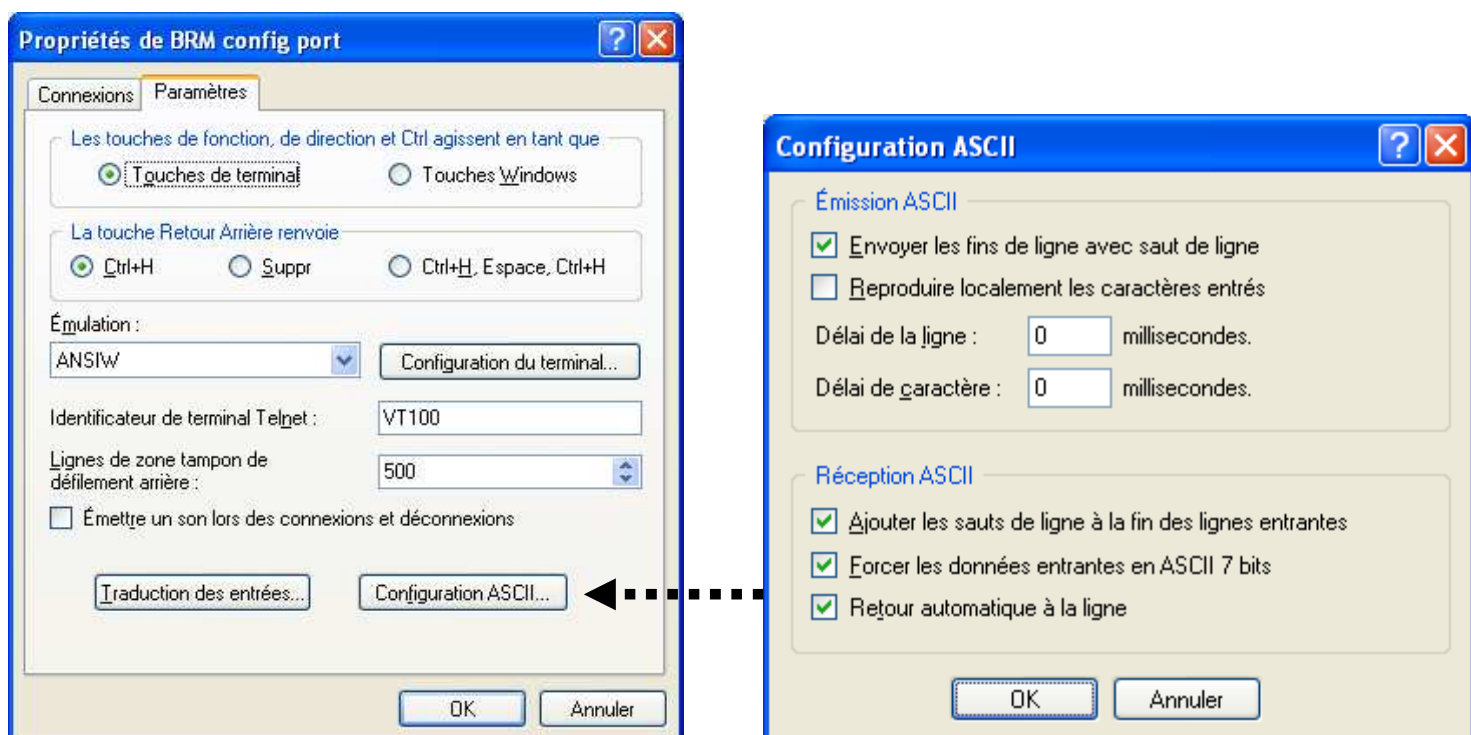 Propriétés de BRM config port
Connexions
Paramètres
Les touches de fonction, de direction et Ctrl agissent en tant que
Touches de terminal
Touches Windows
La touche Retour Arrière renvoie
Ctrl+H
Suppr
Ctrl+H, Espace, Ctrl+H
Émulation :
ANSIW
Configuration du terminal...
Identificateur de terminal Telnet :
VT100
Lignes de zone tampon de
défilement arrière :
500
Émettre un son lors des connexions et déconnexions
Traduction des entrées...
Configuration ASCII...
OK
Annuler
Configuration ASCII
Émission ASCII
Envoyer les fins de ligne avec saut de ligne
Reproduire localement les caractères entrés
Délai de la ligne :
0
millisecondes.
Délai de caractère :
0
millisecondes.
Réception ASCII
Ajouter les sauts de ligne à la fin des lignes entrantes
Forcer les données entrantes en ASCII 7 bits
Retour automatique à la ligne
OK
Annuler